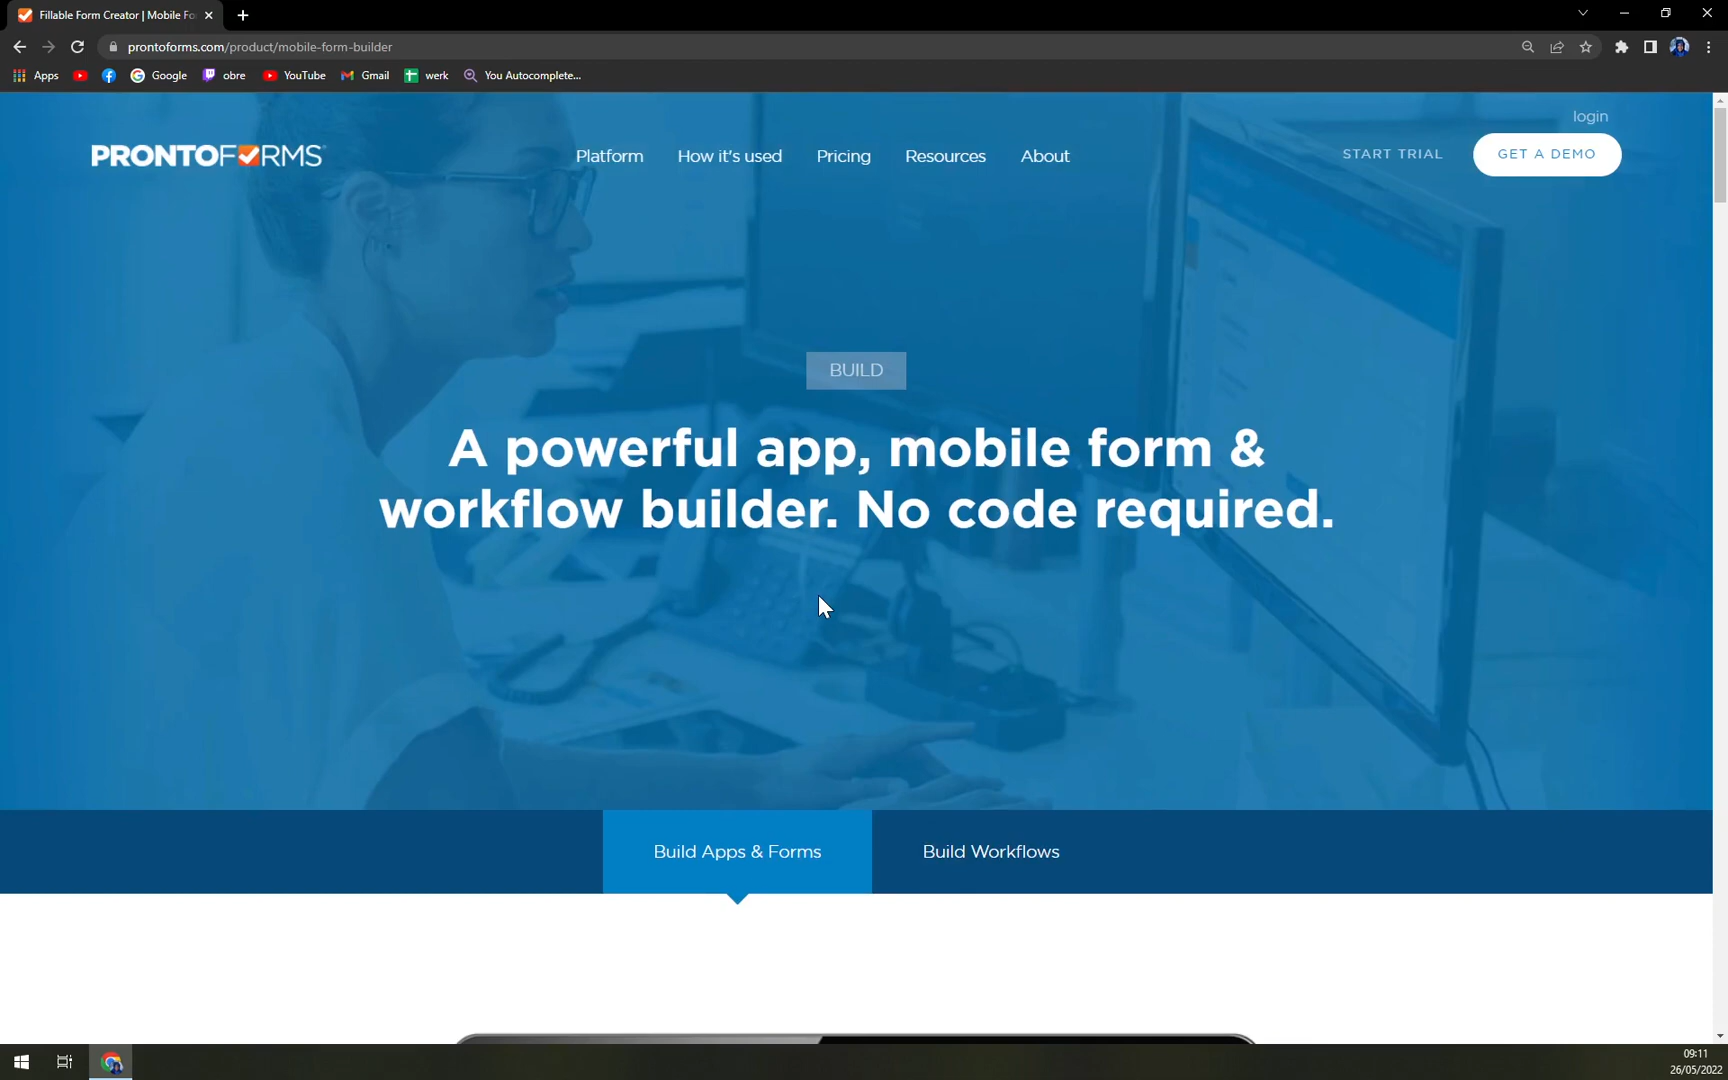 Fillable Form Creator | Mobile Fo
prontoforms.com/product/mobile-form-builder
Apps
Google
obre
YouTube
Gmail
werk
You Autocomplete...
login
PRONTOFORMS
Platform
How it's used
Pricing
Resources
About
START TRIAL
GET A DEMO
BUILD
A powerful app, mobile form &
workflow builder. No code required.
Build Apps & Forms
Build Workflows
09:11
26/05/2022